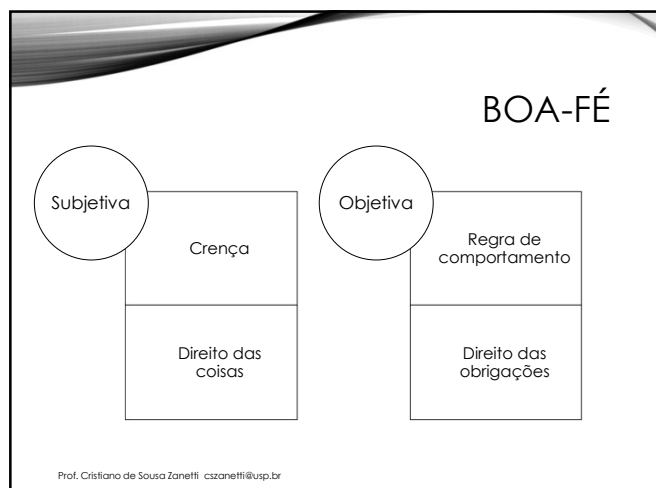 BOA-FÉ
Subjetiva
Crença
Direito das
coisas
Objetiva
Regra de
comportamento
Direito das
obrigações
Prof. Cristiano de Sousa Zanetti cszanetti@usp.br